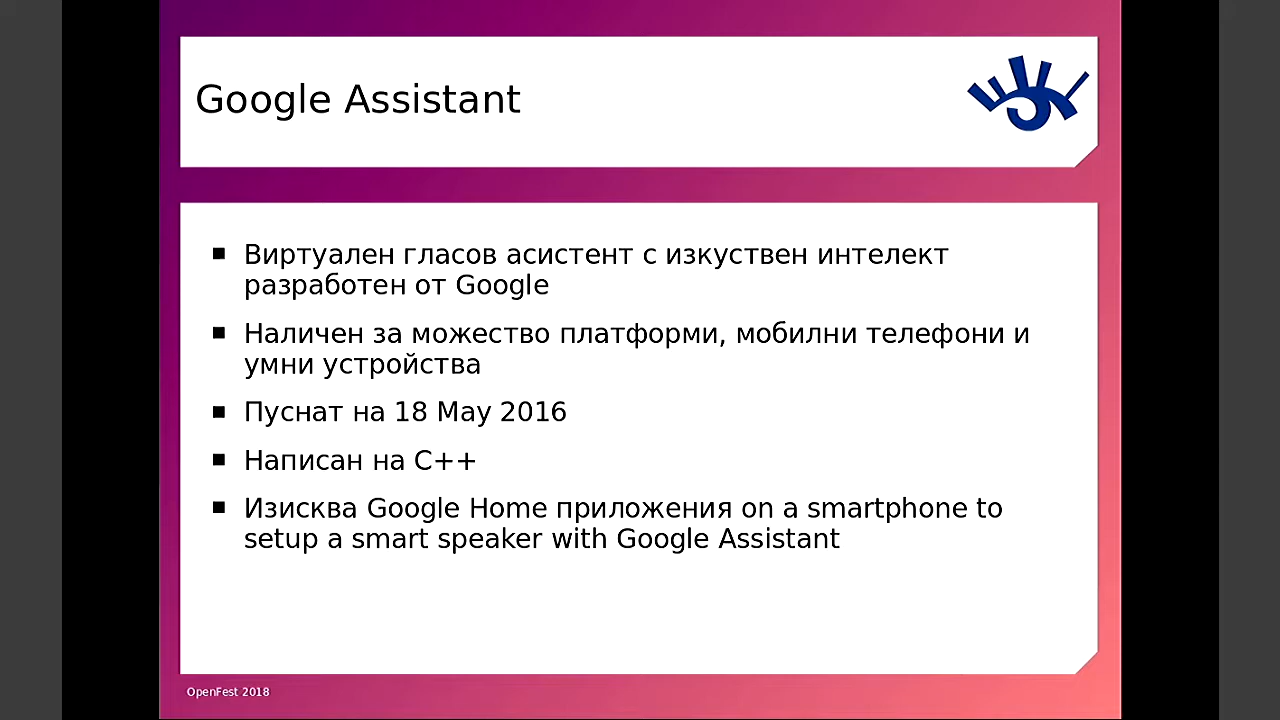 Google Assistant
Виртуален гласов асистент с изкуствен интелект
разработен от Google
Наличен за можество платформи, мобилни телефони и
умни устройства
Пуснат на 18 May 2016
Написан на C++
Изисква Google Home приложения on a smartphone to
setup a smart speaker with Google Assistant
OpenFest 2018